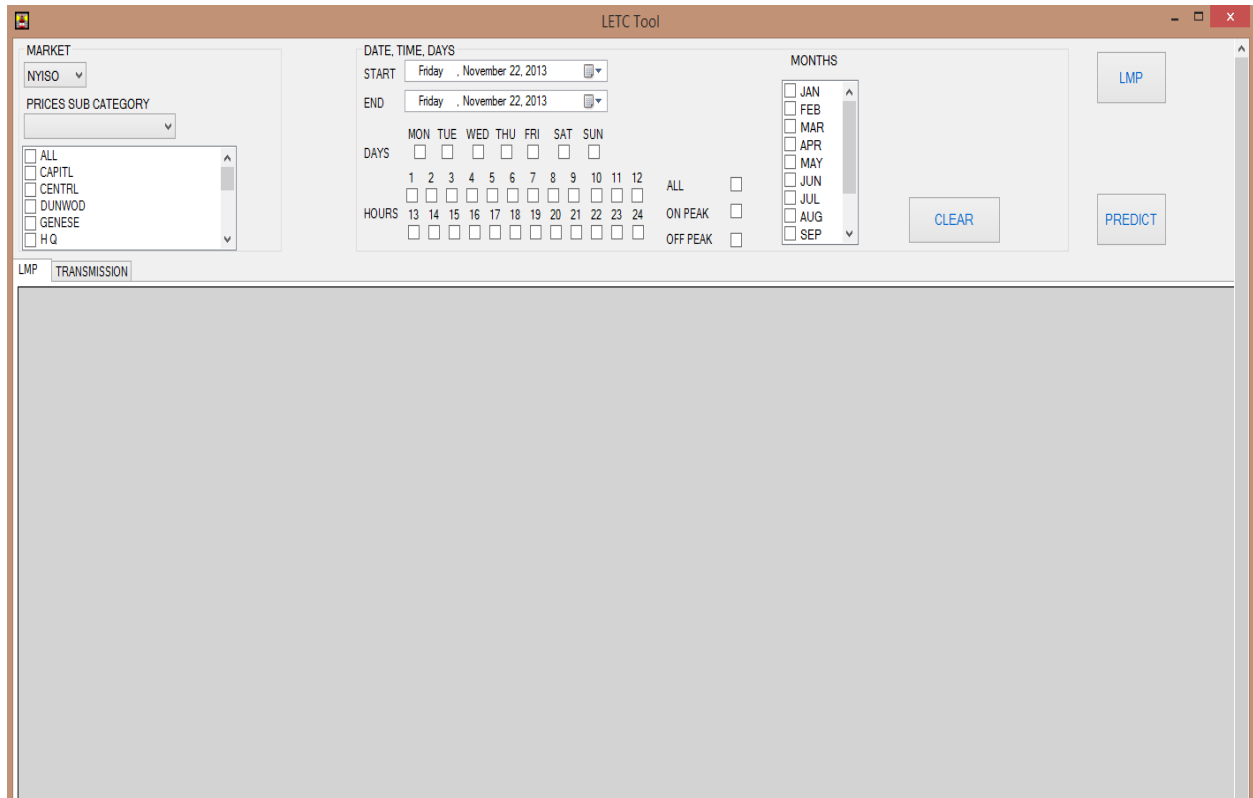 LETC Tool
MARKET
NYISO
PRICES SUB CATEGORY
ALL
CAPITL
CENTRL
DUNWOD
GENESE
H Q
DATE, TIME, DAYS
START Friday , November 22, 2013
END Friday , November 22, 2013
MON TUE WED THU FRI SAT SUN
DAYS
1 2 3 4 5 6 7 8 9 10 11 12
HOURS 13 14 15 16 17 18 19 20 21 22 23 24
ALL
ON PEAK
OFF PEAK
MONTHS
JAN
FEB
MAR
APR
MAY
JUN
JUL
AUG
SEP
CLEAR
LMP
PREDICT
LMP TRANSMISSION